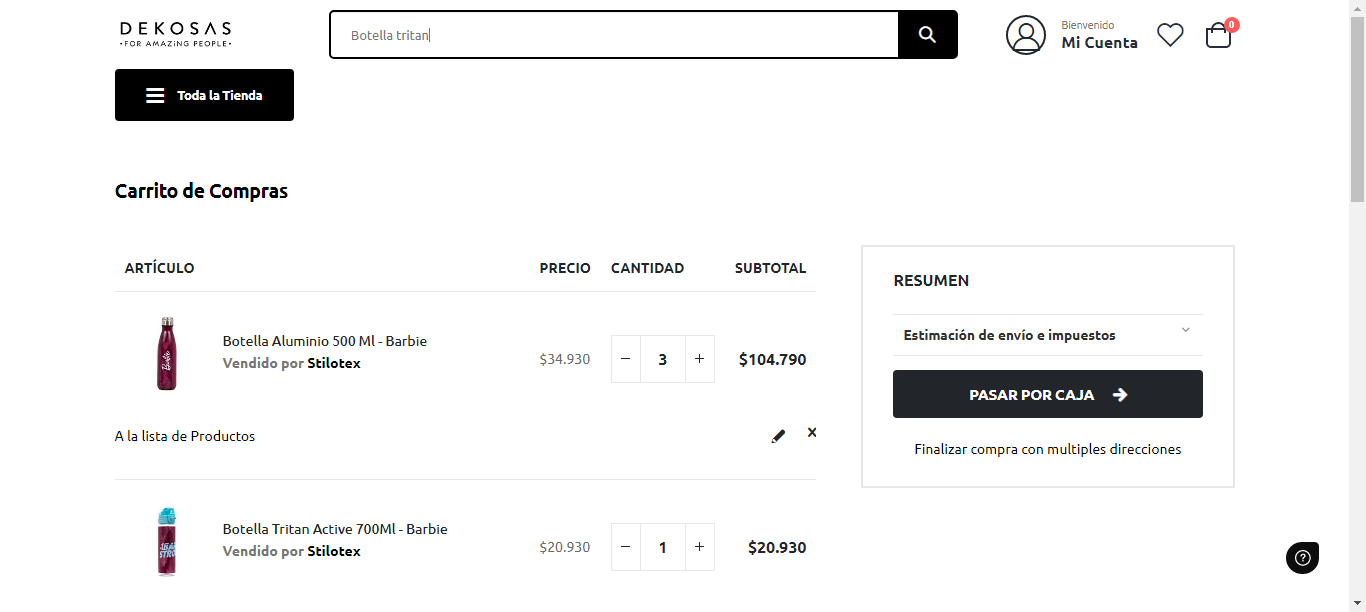 DEKOSAS
•FOR AMAZING PEOPLE•
Botella tritan
Bienvenido
Mi Cuenta
0
Toda la Tienda
Carrito de Compras
ARTÍCULO PRECIO CANTIDAD SUBTOTAL
Botella Aluminio 500 Ml - Barbie
Vendido por Stilotex
Barbie
$34.930 − 3 + $104.790
A la lista de Productos
Botella Tritan Active 700Ml - Barbie
Vendido por Stilotex
$20.930 − 1 + $20.930
RESUMEN
Estimación de envío e impuestos
PASAR POR CAJA
Finalizar compra con multiples direcciones